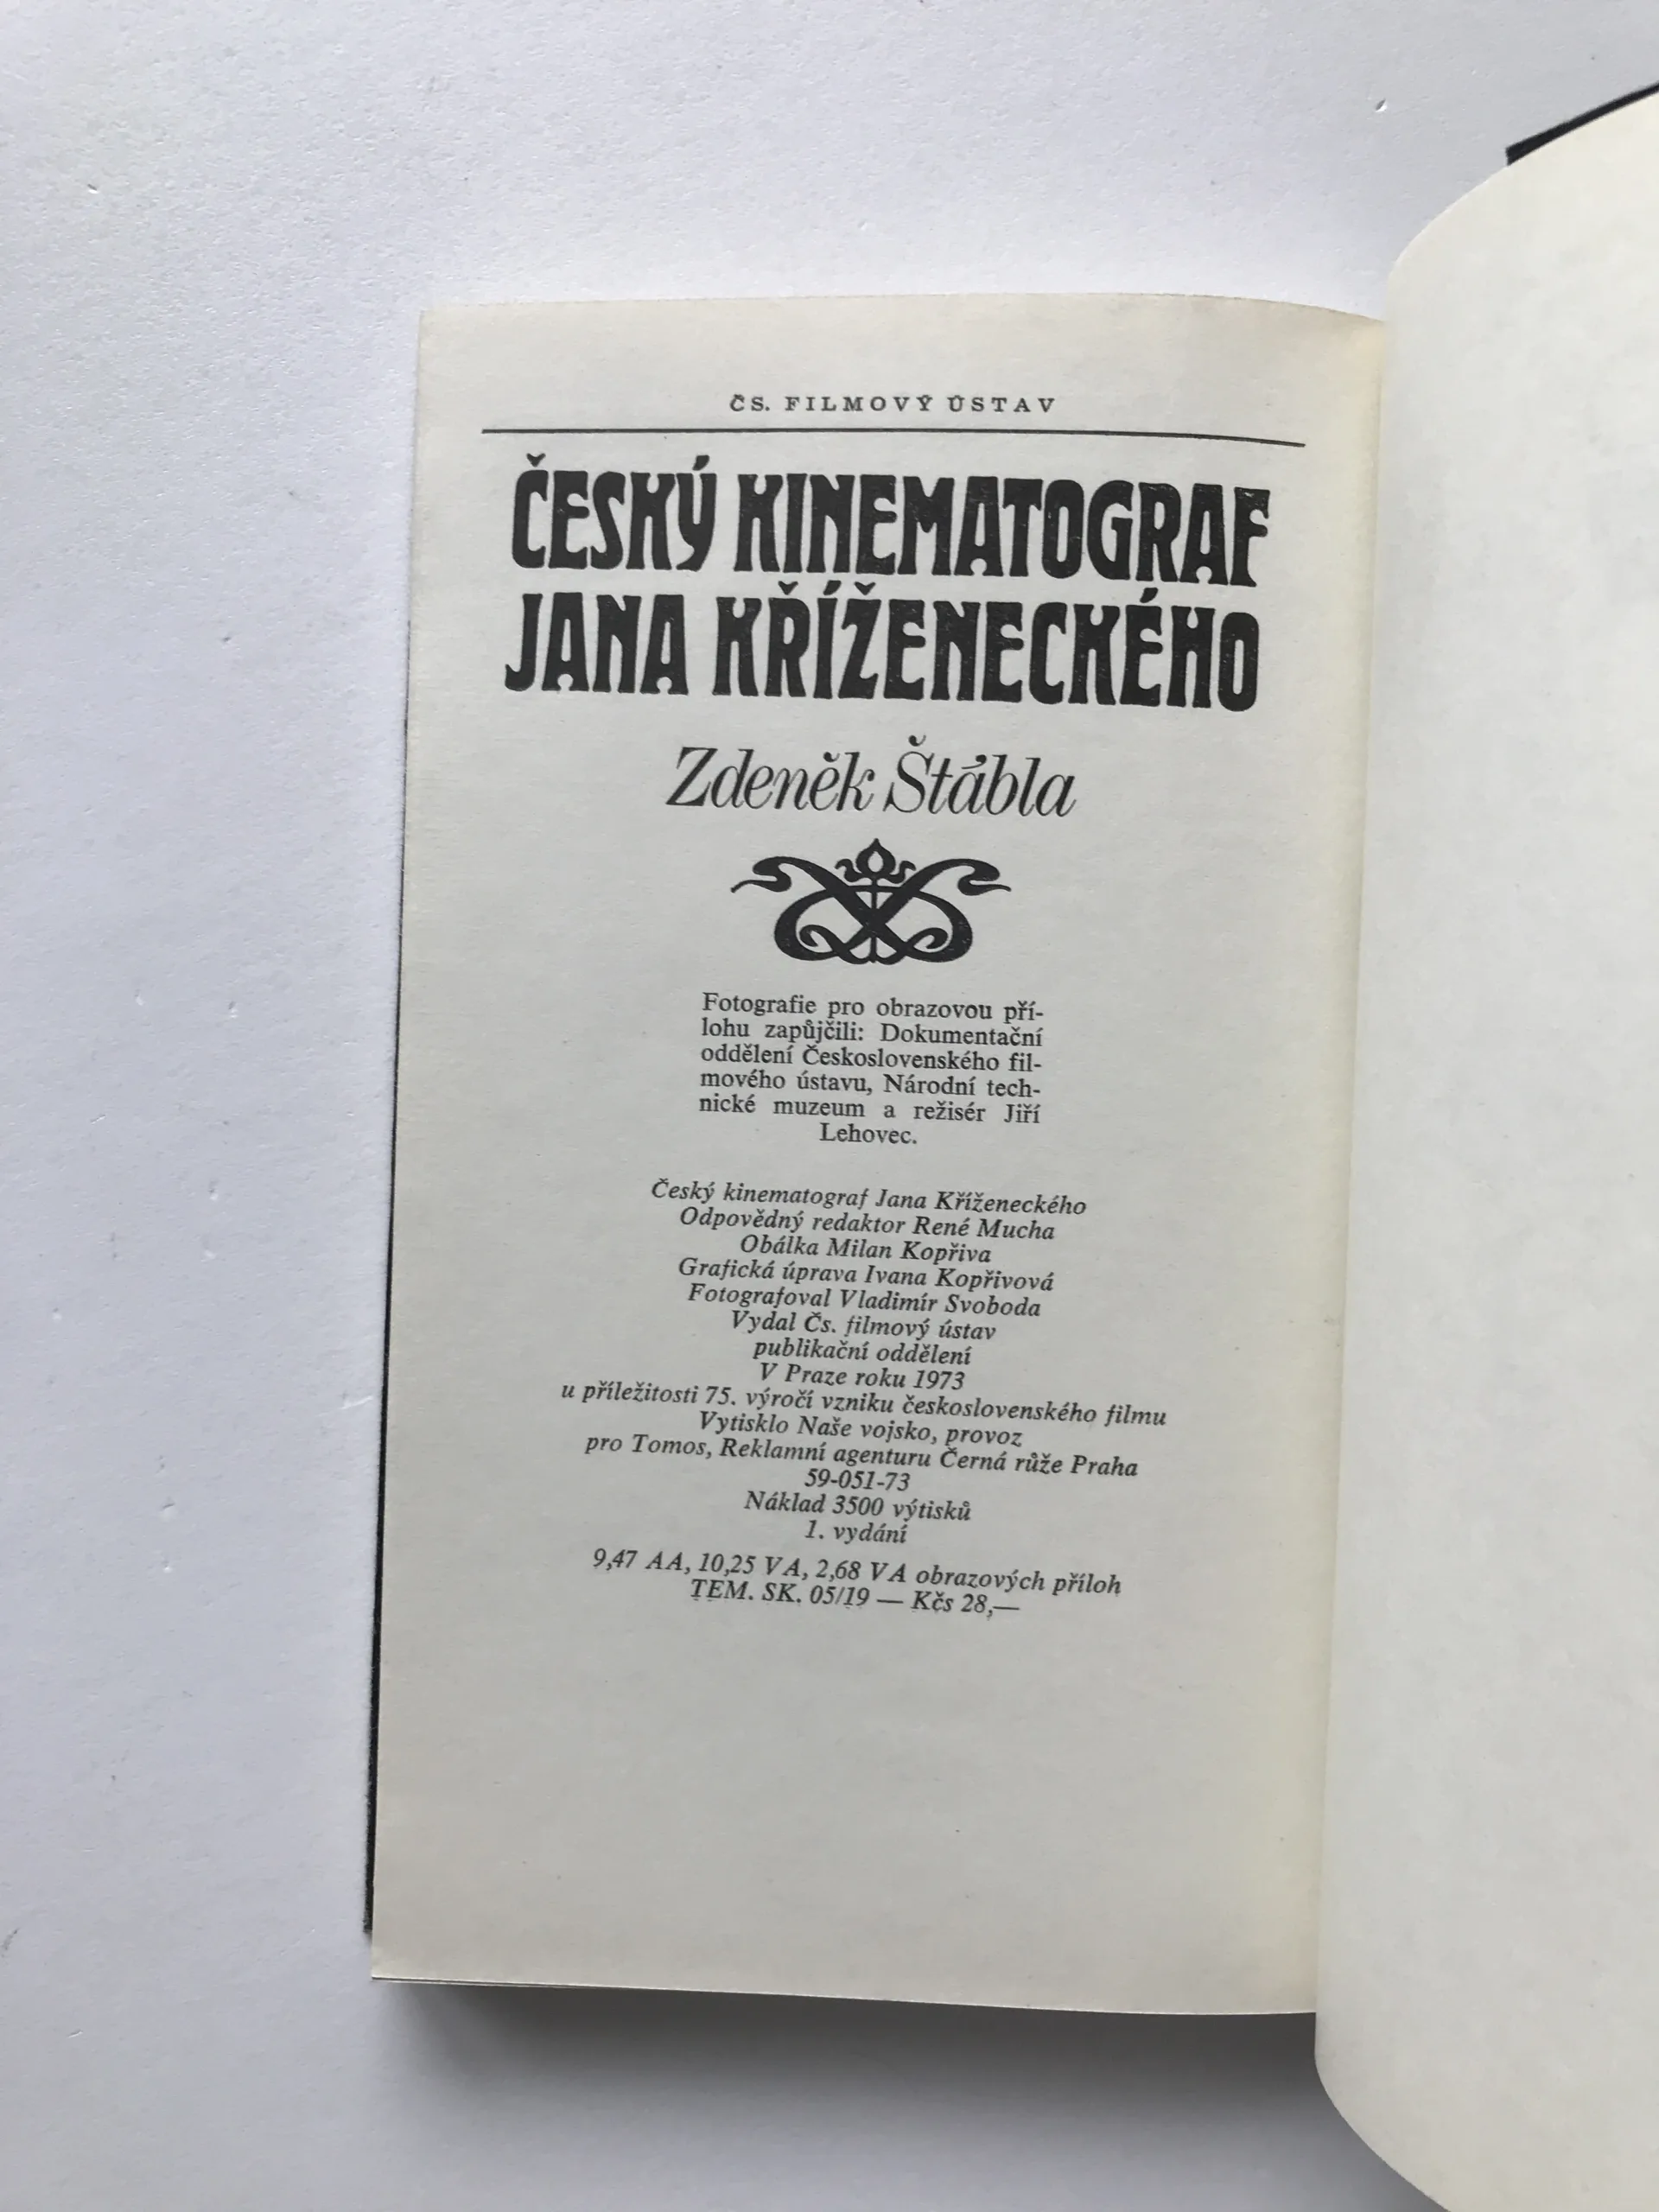 ČS. FILMOVÝ ÚSTAV
ČESKÝ KINEMATOGRAF
JANA KŘÍŽENECKÉHO
Zdeněk Štábla
Fotografie pro obrazovou pří-
lohu zapůjčili: Dokumentační
oddělení Československého fil-
mového ústavu, Národní tech-
nické muzeum a režisér Jiří
Lehovec.
Český kinematograf Jana Kříženeckého
Odpovědný redaktor René Mucha
Obálka Milan Kopřiva
Grafická úprava Ivana Kopřivová
Fotografoval Vladimír Svoboda
Vydal Čs. filmový ústav
publikační oddělení
V Praze roku 1973
u příležitosti 75. výročí vzniku československého filmu
Vytisklo Naše vojsko, provoz
pro Tomos, Reklamní agenturu Černá růže Praha
59-051-73
Náklad 3500 výtisků
1. vydání
9,47 AA, 10,25 VA, 2,68 VA obrazových příloh
TEM. SK. 05/19 — Kčs 28,—